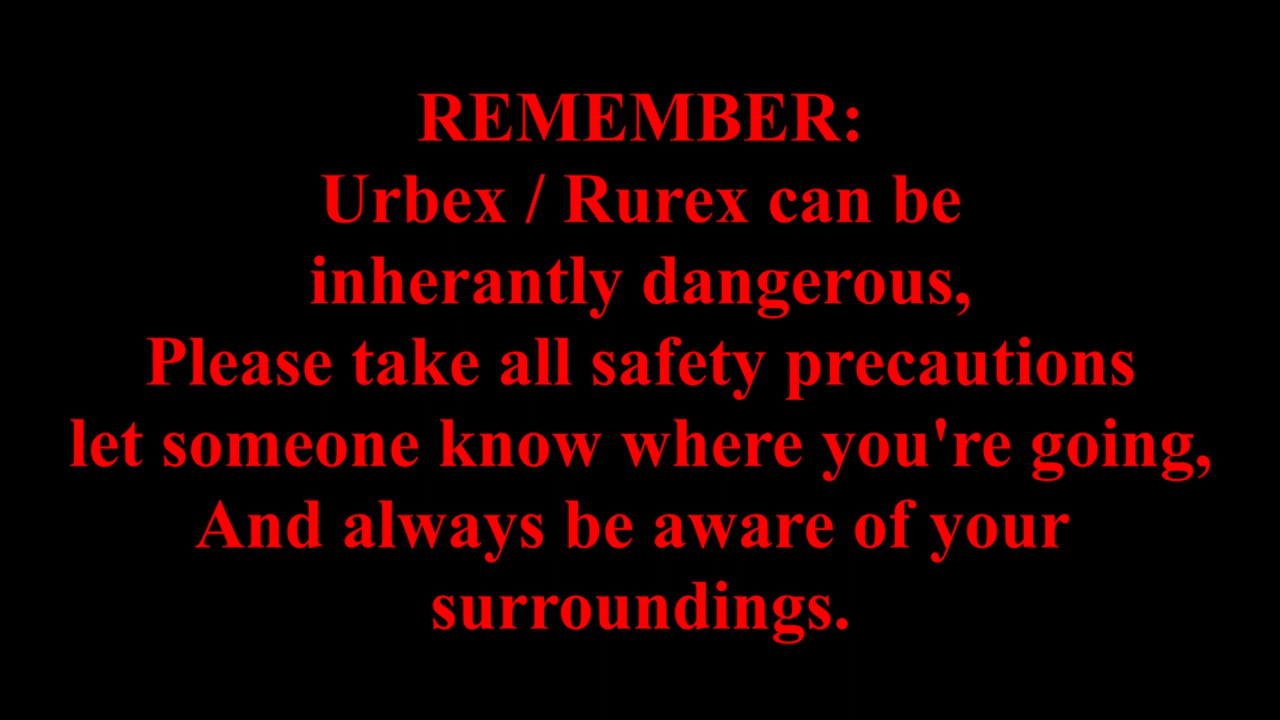 REMEMBER:
Urbex / Rurex can be
inherantly dangerous,
Please take all safety precautions
let someone know where you're going,
And always be aware of your
surroundings.